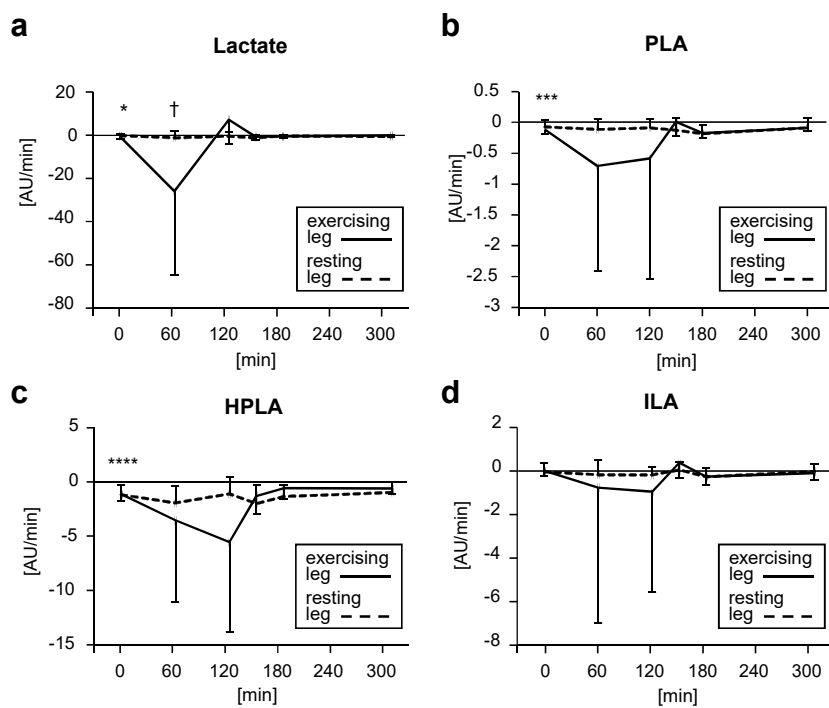 a
Lactate
20
0
-20
-40
-60
-80
[AU/min]
*
†
exercising
leg
resting
leg
0 60 120 180 240 300
[min]
b
PLA
0.5
0
-0.5
-1
-1.5
-2
-2.5
-3
[AU/min]
***
exercising
leg
resting
leg
0 60 120 180 240 300
[min]
c
HPLA
5
0
-5
-10
-15
[AU/min]
****
exercising
leg
resting
leg
0 60 120 180 240 300
[min]
d
ILA
2
0
-2
-4
-6
-8
[AU/min]
exercising
leg
resting
leg
0 60 120 180 240 300
[min]